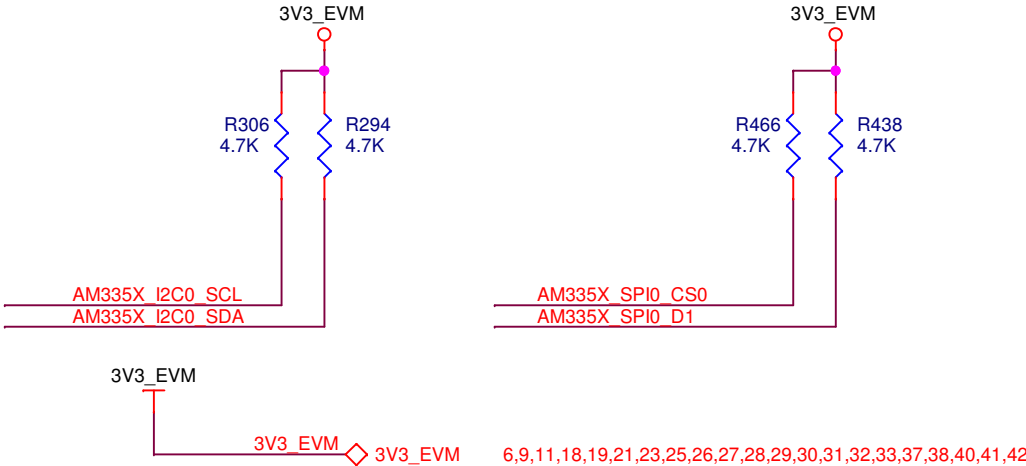 3V3_EVM
3V3_EVM
R306
4.7K
R294
4.7K
R466
4.7K
R438
4.7K
AM335X_I2C0_SCL
AM335X_I2C0_SDA
AM335X_SPI0_CS0
AM335X_SPI0_D1
3V3_EVM
3V3_EVM
3V3_EVM
6,9,11,18,19,21,23,25,26,27,28,29,30,31,32,33,37,38,40,41,42